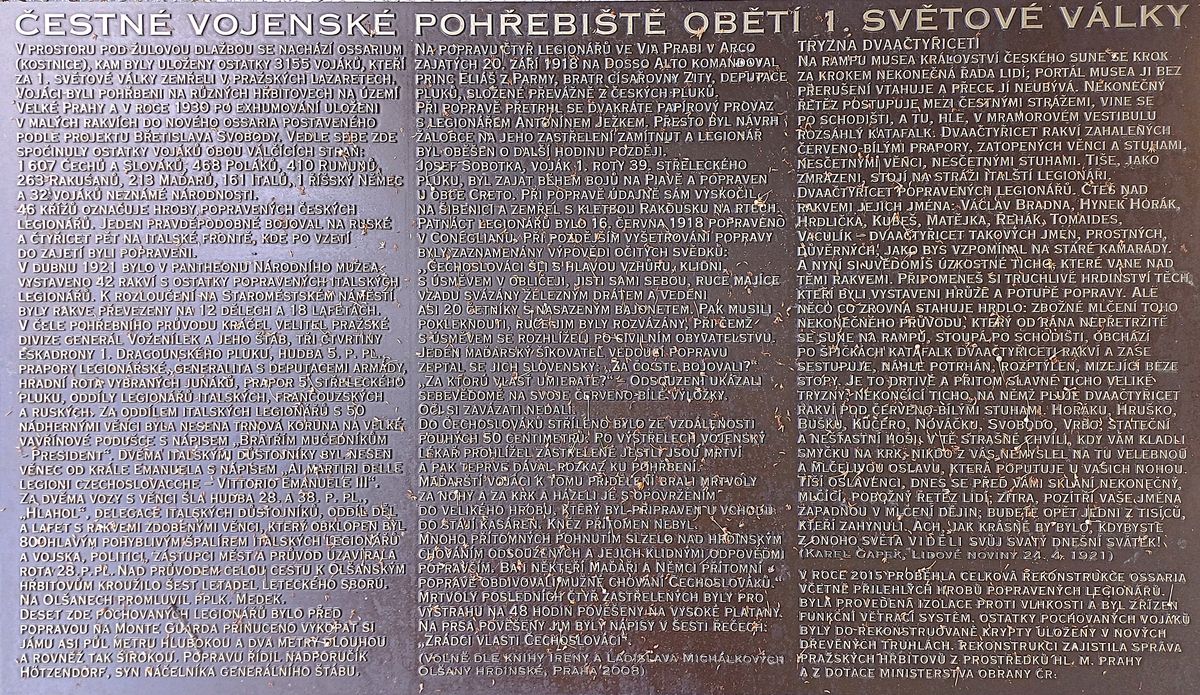 ČESTNÉ VOJENSKÉ POHŘEBIŠTĚ OBĚTÍ 1. SVĚTOVÉ VÁLKY
V PROSTORU POD ŽULOVOU DLAŽBOU SE NACHÁZÍ OSSARIUM
(KOSTNICE), KAM BYLY ULOŽENY OSTATKY 3155 VOJÁKŮ, KTEŘÍ
ZA 1. SVĚTOVÉ VÁLKY ZEMŘELI V PRAŽSKÝCH LAZARETECH.
VOJÁCI BYLI POHŘBENI NA RŮZNÝCH HŘBITOVECH NA ÚZEMÍ
VELKÉ PRAHY A V ROCE 1930 PO EXHUMOVÁNÍ ULOŽENI
V MALÝCH RAKVÍCH DO NOVÉHO OSSARIA POSTAVENÉHO
PODLE PROJEKTU BŘETISLAVA SVOBODY. VEDLE SEBE ZDE
SPOČINULY OSTATKY VOJÁKŮ OBOU VÁLČÍCÍCH STRAN:
1607 ČECHŮ A SLOVÁKŮ, 468 POLÁKŮ, 410 RUMUNŮ,
263 RAKUŠANŮ, 213 MAĎARŮ, 161 ITALŮ, 1 ŘÍŠSKÝ NĚMEC
A 32 VOJÁKŮ NEZNÁMÉ NÁRODNOSTI.
46 KŘÍŽŮ OZNAČUJE HROBY POPRAVENÝCH ČESKÝCH
LEGIONÁŘŮ. JEDEN PRAVDĚPODOBNĚ BOJOVAL NA RUSKÉ
A ČTYŘICET PĚT NA ITALSKÉ FRONTĚ, KDE PO VZETÍ
DO ZAJETÍ BYLI POPRAVENI.
V DUBNU 1921 BYLO V PANTHEONU NÁRODNÍHO MUZEA
VYSTAVENO 42 RAKVÍ S OSTATKY POPRAVENÝCH ITALSKÝCH
LEGIONÁŘŮ. K ROZLOUČENÍ NA STAROMĚSTSKÉM NÁMĚSTÍ
BYLY RAKVE PŘEVEZENY NA 12 DĚLECH A 18 LAFETÁCH.
V ČELE POHŘEBNÍHO PRŮVODU KRÁČEL VELITEL PRAŽSKÉ
DIVIZE GENERÁL VOŽENÍLEK A JEHO ŠTÁB, TŘI ČTVRTINY
ESKADRONY 1. DRAGOUNSKÉHO PLUKU, HUDBA 5. P. PL.,
PRAPORY LEGIONÁŘSKÉ, GENERALITA S DEPUTACEMI ARMÁDY,
HRADNÍ ROTA VYBRANÝCH JUNÁKŮ, PRAPOR 5. STŘELECKÉHO
PLUKU, ODDÍLY LEGIONÁŘŮ ITALSKÝCH, FRANCOUZSKÝCH
A RUSKÝCH. ZA ODDÍLEM ITALSKÝCH LEGIONÁŘŮ S 50
NÁDHERNÝMI VĚNCI BYLA NESENA TRNOVÁ KORUNA NA VELKÉ
VAVŘÍNOVÉ PODUŠCE S NÁPISEM „BRATŘÍM MUČEDNÍKŮM
– PRESIDENT“. DVĚMA ITALSKÝMI DŮSTOJNÍKY BYL NESEN
VĚNEC OD KRÁLE EMANUELA S NÁPISEM „AI MARTIRI DELLE
LEGIONI CZECHOSLOVACCHE – VITTORIO EMANUELE III“.
ZA DVĚMA VOZY S VĚNCI ŠLA HUDBA 28. A 38. P. PL.,
„HLAHOL“, DELEGACE ITALSKÝCH DŮSTOJNÍKŮ, ODDÍL DĚL
A LAFET S RAKVEMI ZDOBENÝMI VĚNCI, KTERÝ OBKLOPEN BYL
800HLAVÝM POHYBLIVÝM ŠPALÍREM ITALSKÝCH LEGIONÁŘŮ
A VOJSKA, POLITICI, ZÁSTUPCI MĚST A PRŮVOD UZAVÍRALA
ROTA 28. P. PL. NAD PRŮVODEM CELOU CESTU K OLŠANSKÝM
HŘBITOVŮM KROUŽILO ŠEST LETADEL LETECKÉHO SBORU.
NA OLŠANECH PROMLUVIL PPLK. MEDEK.
DESET ZDE POCHOVANÝCH LEGIONÁŘŮ BYLO PŘED
POPRAVOU NA MONTE GUARDA PŘINUCENO VYKOPAT SI
JÁMU ASI PŮL METRU HLUBOKOU A DVA METRY DLOUHOU
A ROVNĚŽ TAK ŠIROKOU. POPRAVU ŘÍDIL NADPORUČÍK
HÖTZENDORF, SYN NÁČELNÍKA GENERÁLNÍHO ŠTÁBU.
NA POPRAVU ČTYŘ LEGIONÁŘŮ VE VIA PRABI V ARCO
ZAJATÝCH 20. ZÁŘÍ 1918 NA DOSSO ALTO KOMANDOVAL
PRINC ELIÁŠ Z PARMY, BRATR CÍSAŘOVNY ZITY, DEPUTACE
PLUKŮ, SLOŽENÉ PŘEVÁŽNĚ Z ČESKÝCH PLUKŮ.
PŘI POPRAVĚ PŘETRHL SE DVAKRÁTE PAPÍROVÝ PROVAZ
S LEGIONÁŘEM ANTONÍNEM JEŽKEM. PŘESTO BYL NÁVRH
ŽALOBCE NA JEHO ZASTŘELENÍ ZAMÍTNUT A LEGIONÁŘ
BYL OBĚŠEN O DALŠÍ HODINU POZDĚJI.
JOSEF SOBOTKA, VOJÁK 1. ROTY 39. STŘELECKÉHO
PLUKU, BYL ZAJAT BĚHEM BOJŮ NA PIAVĚ A POPRAVEN
U OBCE CRETO. PŘI POPRAVĚ ÚDAJNĚ SÁM VYSKOČIL
NA ŠIBENICI A ZEMŘEL S KLETBOU RAKOUSKU NA RTECH.
PATNÁCT LEGIONÁŘŮ BYLO 16. ČERVNA 1918 POPRAVENO
V CONEGLIANU. PŘI POZDĚJŠÍM VYŠETŘOVÁNÍ POPRAVY
BYLY ZAZNAMENÁNY VÝPOVĚDI OČITÝCH SVĚDKŮ:
„ČECHOSLOVÁCI ŠLI S HLAVOU VZHŮRU, KLIDNI,
S ÚSMĚVEM V OBLIČEJI, JISTI SAMI SEBOU, RUCE MAJÍCE
VZADU SVÁZÁNY ŽELEZNÝM DRÁTEM A VEDENI
ASI 20 ČETNÍKY S NASAZENÝM BAJONETEM. PAK MUSILI
POKLEKNOUTI, RUCE JIM BYLY ROZVÁZÁNY, PŘIČEMŽ
S ÚSMĚVEM SE ROZHLÍŽELI PO CIVILNÍM OBYVATELSTVU.
JEDEN MAĎARSKÝ ŠIKOVATEL VEDOUCÍ POPRAVU
ZEPTAL SE JICH SLOVENSKY: „ZA ČO STE BOJOVALI?“
„ZA KTORÚ VLASŤ UMIERATE?“ – ODSOUZENÍ UKÁZALI
SEBEVĚDOMĚ NA SVOJE ČERVENO-BÍLÉ VÝLOŽKY.
OČI SI ZAVÁZATI NEDALI.
DO ČECHOSLOVÁKŮ STŘÍLENO BYLO ZE VZDÁLENOSTI
POUHÝCH 50 CENTIMETRŮ. PO VÝSTŘELECH VOJENSKÝ
LÉKAŘ PROHLÍŽEL ZASTŘELENÉ JESTLI JSOU MRTVI
A PAK TEPRVE DÁVAL ROZKAZ KU POHŘBENÍ.
MAĎARŠTÍ VOJÁCI K TOMU PŘIDĚLENÍ BRALI MRTVOLY
ZA NOHY A ZA KRK A HÁZELI JE S OPOVRŽENÍM
DO VELIKÉHO HROBU, KTERÝ BYL PŘIPRAVEN U VCHODU
DO STÁJÍ KASÁREN. KNĚZ PŘÍTOMEN NEBYL.
MNOHO PŘÍTOMNÝCH POHNUTÍM SLZELO NAD HRDINSKÝM
CHOVÁNÍM ODSOUZENÝCH A JEJICH KLIDNÝMI ODPOVĚDMI
POPRAVČÍM. BA I NĚKTEŘÍ MAĎAŘI A NĚMCI PŘÍTOMNÍ
POPRAVĚ OBDIVOVALI MUŽNÉ CHOVÁNÍ ČECHOSLOVÁKŮ.“
MRTVOLY POSLEDNÍCH ČTYŘ ZASTŘELENÝCH BYLY PRO
VÝSTRAHU NA 48 HODIN POVĚŠENY NA VYSOKÉ PLATANY.
NA PRSA POVĚŠENY JIM BYLY NÁPISY V ŠESTI ŘEČECH:
„ZRÁDCI VLASTI ČECHOSLOVÁCI“.
(VOLNĚ DLE KNIHY IRENY A LADISLAVA MICHÁLKOVÝCH
OLŠANY HRDINSKÉ, PRAHA 2008)
TRYZNA DVAAČTYŘICETI
NA RAMPU MUSEA KRÁLOVSTVÍ ČESKÉHO SUNE SE KROK
ZA KROKEM NEKONEČNÁ ŘADA LIDÍ; PORTÁL MUSEA JI BEZ
PŘERUŠENÍ VTAHUJE A PŘECE JÍ NEUBÝVÁ. NEKONEČNÝ
ŘETĚZ POSTUPUJE MEZI ČESTNÝMI STRÁŽEMI, VINE SE
PO SCHODIŠTI, A TU, HLE, V MRAMOROVÉM VESTIBULU
ROZSÁHLÝ KATAFALK: DVAAČTYŘICET RAKVÍ ZAHALENÝCH
ČERVENO-BÍLÝMI PRAPORY, ZATOPENÝCH VĚNCI A STUHAMI,
NESČETNÝMI VĚNCI, NESČETNÝMI STUHAMI. TIŠE, JAKO
ZMRAZENI, STOJÍ NA STRÁŽI ITALŠTÍ LEGIONÁŘI.
DVAAČTYŘICET POPRAVENÝCH LEGIONÁŘŮ. ČTEŠ NAD
RAKVEMI JEJICH JMÉNA: VÁCLAV BRADNA, HYNEK HORÁK,
HRDLIČKA, KUBEŠ, MATĚJKA, ŘEHÁK, TOMAIDES,
VACULÍK – DVAAČTYŘICET TAKOVÝCH JMEN, PROSTNÝCH,
DŮVĚRNÝCH, JAKO BYS VZPOMÍNAL NA STARÉ KAMARÁDY.
A NYNÍ SI UVĚDOMÍŠ ÚZKOSTNÉ TICHO, KTERÉ VANE NAD
TĚMI RAKVEMI. PŘIPOMENEŠ SI TRUCHLIVÉ HRDINSTVÍ TĚCH,
KTEŘÍ BYLI VYSTAVENI HRŮZE A POTUPĚ POPRAVY. ALE
NĚCO CO ZROVNA STAHUJE HRDLO: ZBOŽNÉ MLČENÍ TOHO
NEKONEČNÉHO PRŮVODU, KTERÝ OD RÁNA NEPŘETRŽITĚ
SE SUNE NA RAMPU, STOUPÁ PO SCHODIŠTI, OBCHÁZÍ
PO ŠPIČKÁCH KATAFALK DVAAČTYŘICETI RAKVÍ A ZASE
SESTUPUJE, NÁHLE POTRHÁN, ROZPTÝLEN, MIZEJÍCÍ BEZE
STOPY. JE TO DRTIVÉ A PŘITOM SLAVNÉ TICHO VELIKÉ
TRYZNY, NEKONČÍCÍ TICHO, NA NĚMŽ PLUJE DVAAČTYŘICET
RAKVÍ POD ČERVENO-BÍLÝMI STUHAMI. HORÁKU, HRUŠKO,
BUŠKU, KUČERO, NOVÁČKU, SVOBODO, VRBO! STATEČNÍ
A NEŠŤASTNÍ HOŠI, V TÉ STRAŠNÉ CHVÍLI, KDY VÁM KLADLI
SMYČKU NA KRK, NIKDO Z VÁS NEMYSLEL NA TU VELEBNOU
A MLČELIVOU OSLAVU, KTERÁ POPUTUJE U VAŠICH NOHOU.
TIŠÍ OSLAVENCI, DNES SE PŘED VÁMI SKLÁNÍ NEKONEČNÝ,
MLČÍCÍ, POBOŽNÝ ŘETĚZ LIDÍ; ZÍTRA, POZÍTŘÍ VAŠE JMÉNA
ZAPADNOU V MLČENÍ DĚJIN; BUDETE OPĚT JEDNI Z TISÍCŮ,
KTEŘÍ ZAHYNULI. ACH, JAK KRÁSNÉ BY BYLO, KDYBYSTE
Z ONOHO SVĚTA VIDĚLI SVŮJ SVATÝ DNEŠNÍ SVÁTEK!
(KAREL ČAPEK, LIDOVÉ NOVINY 24. 4. 1921)
V ROCE 2015 PROBĚHLA CELKOVÁ REKONSTRUKCE OSSARIA
VČETNĚ PŘILEHLÝCH HROBŮ POPRAVENÝCH LEGIONÁŘŮ.
BYLA PROVEDENA IZOLACE PROTI VLHKOSTI A BYL ZŘÍZEN
FUNKČNÍ VĚTRACÍ SYSTÉM. OSTATKY POCHOVANÝCH VOJÁKŮ
BYLY DO REKONSTRUOVANÉ KRYPTY ULOŽENY V NOVÝCH
DŘEVĚNÝCH TRUHLÁCH. REKONSTRUKCI ZAJISTILA SPRÁVA
PRAŽSKÝCH HŘBITOVŮ Z PROSTŘEDKŮ HL. M. PRAHY
A Z DOTACE MINISTERSTVA OBRANY ČR.